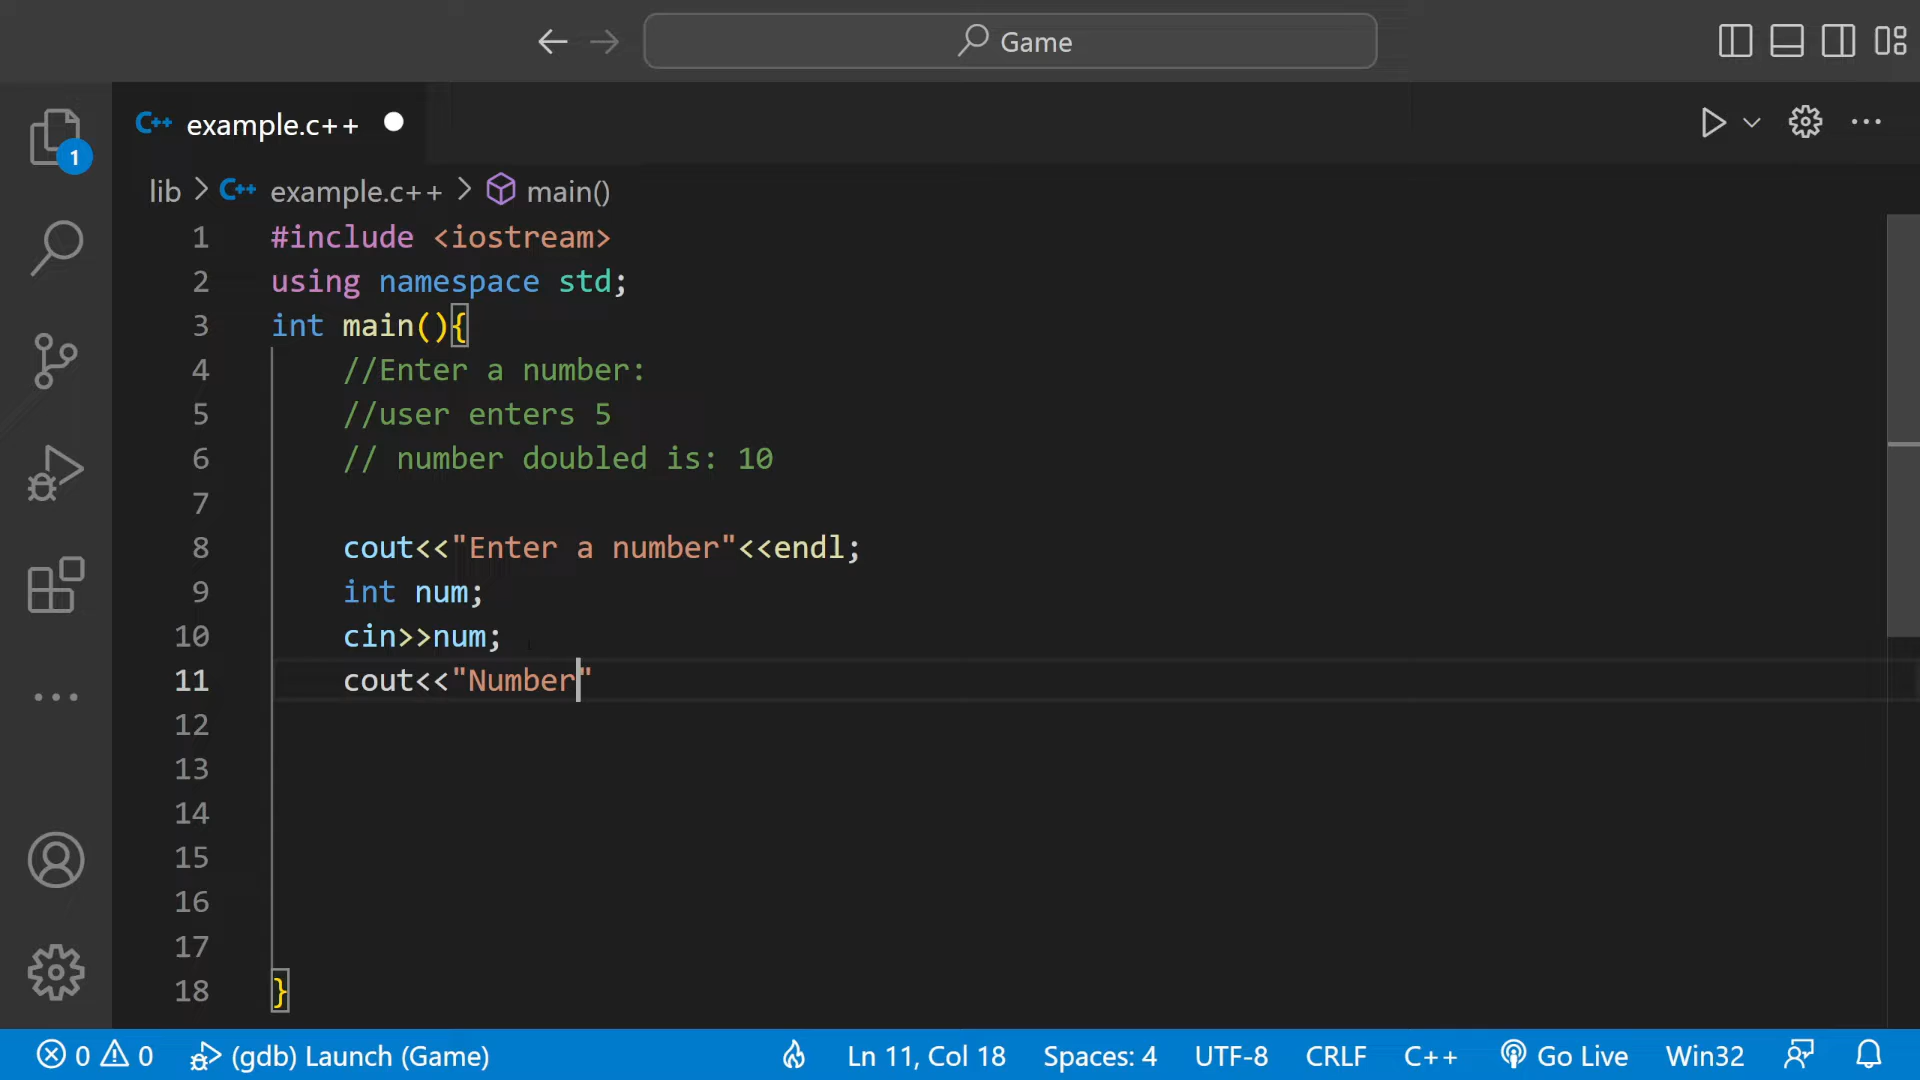 Game
C++ example.c++
1
lib > C++ example.c++ > main()
1 #include <iostream>
2 using namespace std;
3 int main(){
4 //Enter a number:
5 //user enters 5
6 // number doubled is: 10
7
8 cout<<"Enter a number"<<endl;
9 int num;
10 cin>>num;
11 cout<<"Number"
12
13
14
15
16
17
18 }
0 0 (gdb) Launch (Game) Ln 11, Col 18 Spaces: 4 UTF-8 CRLF C++ Go Live Win32